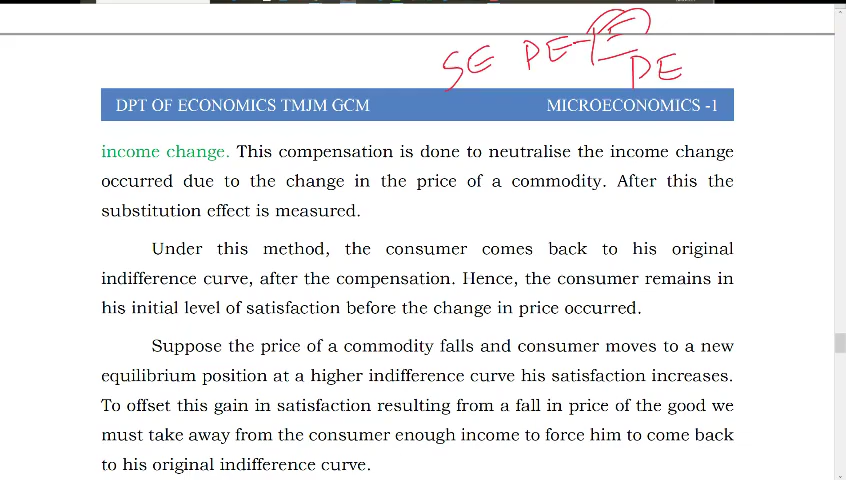 SE PE-IE
PE
DPT OF ECONOMICS TMJM GCM MICROECONOMICS -1
income change. This compensation is done to neutralise the income change
occurred due to the change in the price of a commodity. After this the
substitution effect is measured.
Under this method, the consumer comes back to his original
indifference curve, after the compensation. Hence, the consumer remains in
his initial level of satisfaction before the change in price occurred.
Suppose the price of a commodity falls and consumer moves to a new
equilibrium position at a higher indifference curve his satisfaction increases.
To offset this gain in satisfaction resulting from a fall in price of the good we
must take away from the consumer enough income to force him to come back
to his original indifference curve.